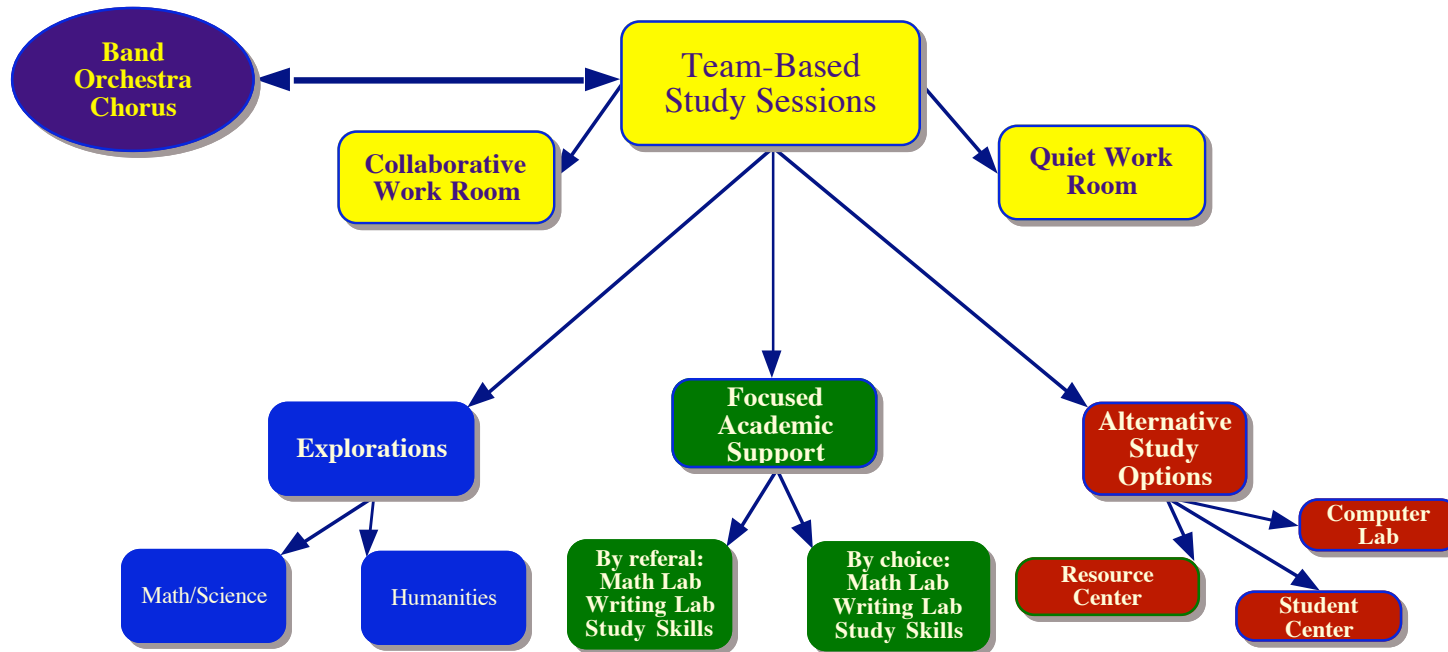 Band
Orchestra
Chorus
Team-Based
Study Sessions
Collaborative
Work Room
Quiet Work
Room
Explorations
Focused
Academic
Support
Alternative
Study
Options
Math/Science
Humanities
By referal:
Math Lab
Writing Lab
Study Skills
By choice:
Math Lab
Writing Lab
Study Skills
Resource
Center
Student
Center
Computer
Lab